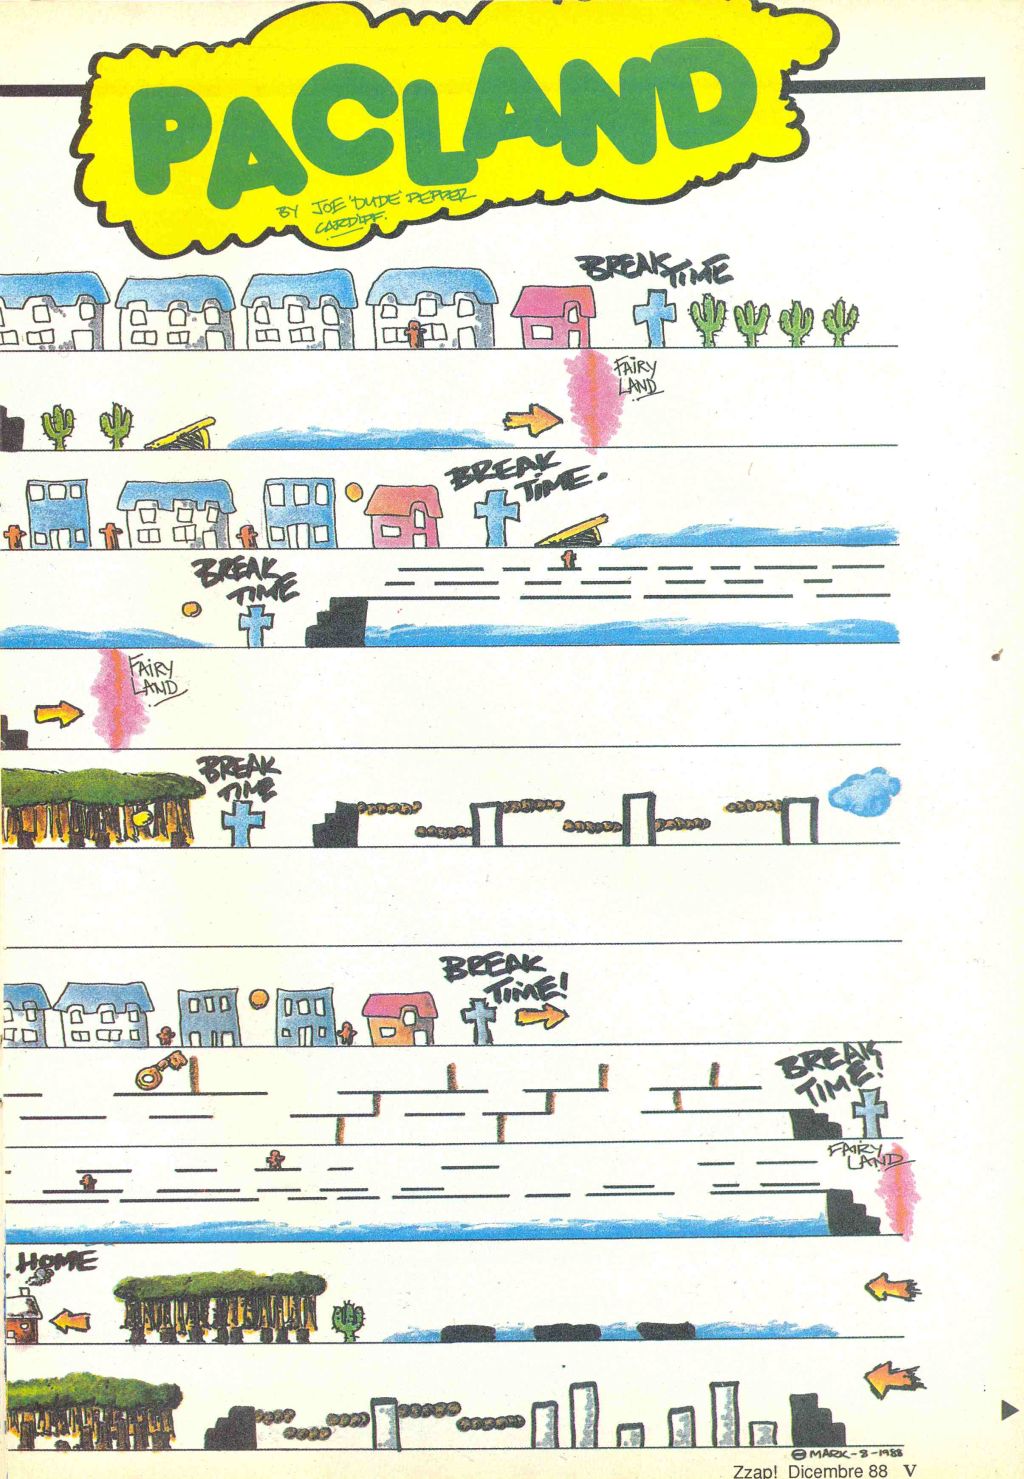 PACLAND
BY JOE 'DUDE' PEPPER
CARDIFF.
BREAK
TIME
FAIRY
LAND
BREAK
TIME.
BREAK
TIME
FAIRY
LAND
BREAK
TIME
BREAK
TIME!
BREAK
TIME!
FAIRY
LAND
HOME
© MARK-8-1988
Zzap! Dicembre 88 V